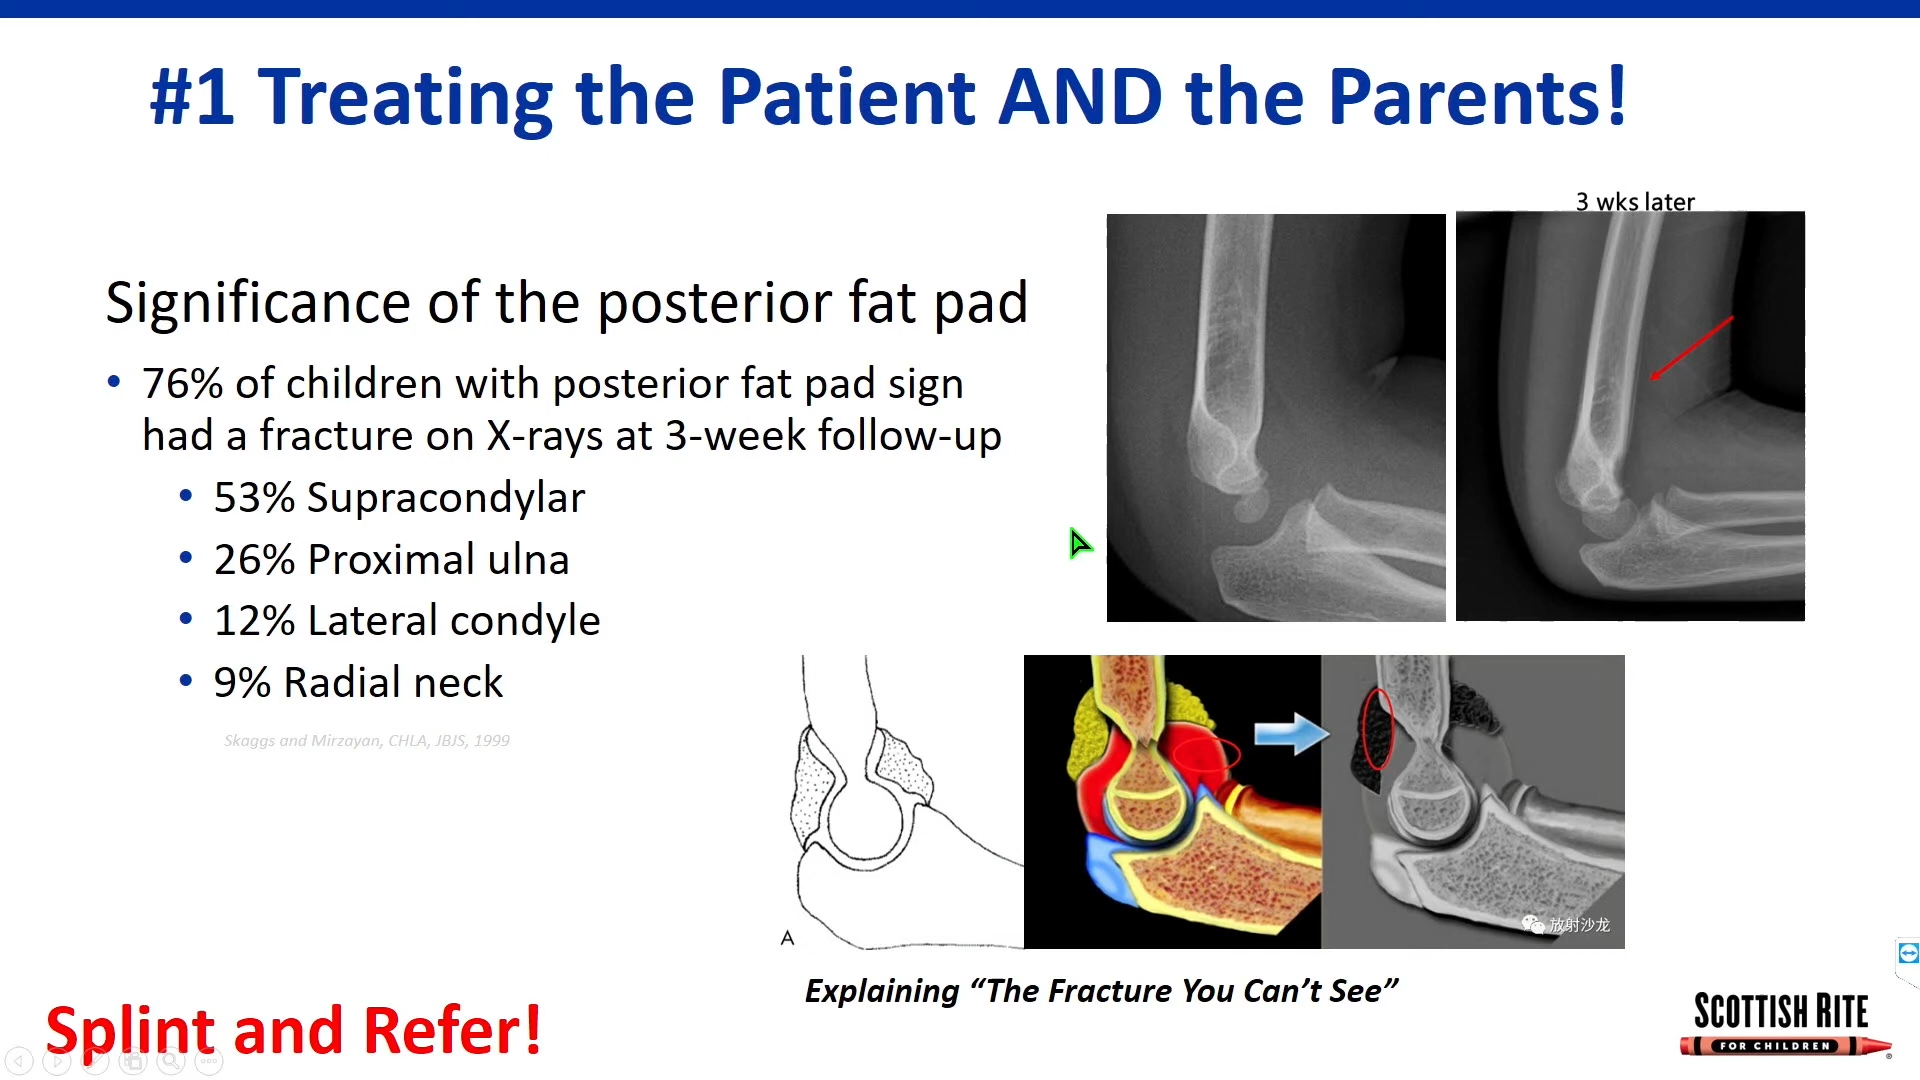 #1 Treating the Patient AND the Parents!
3 wks later
Significance of the posterior fat pad
• 76% of children with posterior fat pad sign
had a fracture on X-rays at 3-week follow-up
• 53% Supracondylar
• 26% Proximal ulna
• 12% Lateral condyle
• 9% Radial neck
Skaggs and Mirzayan, CHLA, JBJS, 1999
A
放射沙龙
Explaining “The Fracture You Can’t See”
Splint and Refer!
SCOTTISH RITE
FOR CHILDREN
®